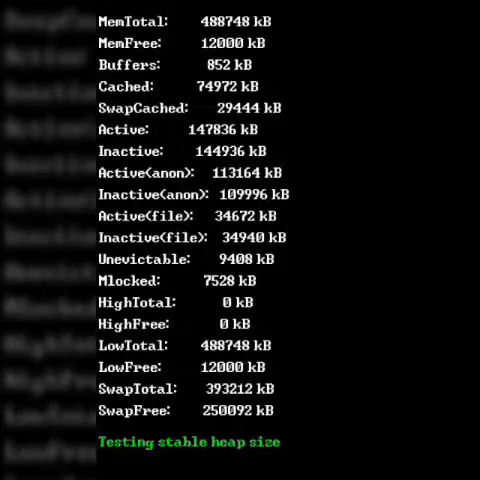 MemTotal: 488748 kB
MemFree: 12000 kB
Buffers: 852 kB
Cached: 74972 kB
SwapCached: 29444 kB
Active: 147836 kB
Inactive: 144936 kB
Active(anon): 113164 kB
Inactive(anon): 109996 kB
Active(file): 34672 kB
Inactive(file): 34940 kB
Unevictable: 9408 kB
Mlocked: 7528 kB
HighTotal: 0 kB
HighFree: 0 kB
LowTotal: 488748 kB
LowFree: 12000 kB
SwapTotal: 393212 kB
SwapFree: 250092 kB
Testing stable heap size